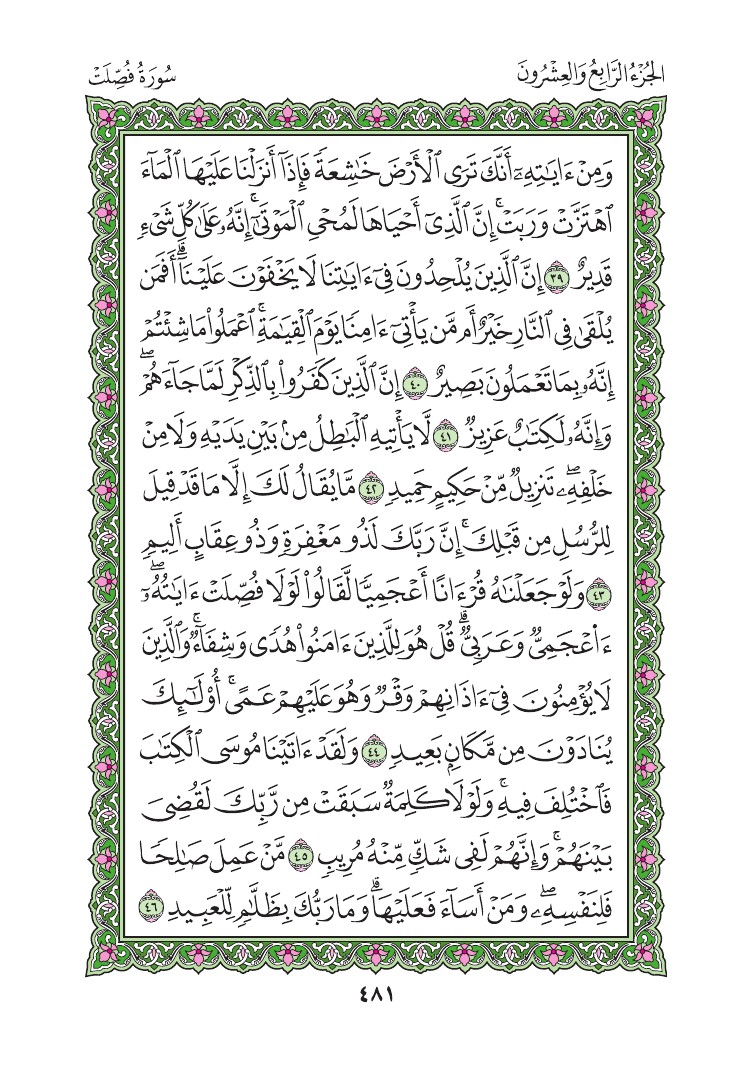 الجُزْءُ الرَّابِعُ وَالعِشْرُونَ
سُورَةُ فُصِّلَتْ
وَمِنْ ءَايَٰتِهِۦٓ أَنَّكَ تَرَى ٱلْأَرْضَ خَٰشِعَةً فَإِذَآ أَنزَلْنَا عَلَيْهَا ٱلْمَآءَ
ٱهْتَزَّتْ وَرَبَتْ ۚ إِنَّ ٱلَّذِىٓ أَحْيَاهَا لَمُحْىِ ٱلْمَوْتَىٰٓ ۚ إِنَّهُۥ عَلَىٰ كُلِّ شَىْءٍ
قَدِيرٌ ٣٩ إِنَّ ٱلَّذِينَ يُلْحِدُونَ فِىٓ ءَايَٰتِنَا لَا يَخْفَوْنَ عَلَيْنَآ ۗ أَفَمَن
يُلْقَىٰ فِى ٱلنَّارِ خَيْرٌ أَم مَّن يَأْتِىٓ ءَامِنًا يَوْمَ ٱلْقِيَٰمَةِ ۚ ٱعْمَلُوا۟ مَا شِئْتُمْ
إِنَّهُۥ بِمَا تَعْمَلُونَ بَصِيرٌ ٤٠ إِنَّ ٱلَّذِينَ كَفَرُوا۟ بِٱلذِّكْرِ لَمَّا جَآءَهُمْ ۖ
وَإِنَّهُۥ لَكِتَٰبٌ عَزِيزٌ ٤١ لَّا يَأْتِيهِ ٱلْبَٰطِلُ مِنۢ بَيْنِ يَدَيْهِ وَلَا مِنْ
خَلْفِهِۦ ۖ تَنزِيلٌ مِّنْ حَكِيمٍ حَمِيدٍ ٤٢ مَّا يُقَالُ لَكَ إِلَّا مَا قَدْ قِيلَ
لِلرُّسُلِ مِن قَبْلِكَ ۚ إِنَّ رَبَّكَ لَذُو مَغْفِرَةٍ وَذُو عِقَابٍ أَلِيمٍ
٤٣ وَلَوْ جَعَلْنَٰهُ قُرْءَانًا أَعْجَمِيًّا لَّقَالُوا۟ لَوْلَا فُصِّلَتْ ءَايَٰتُهُۥٓ ۖ
ءَا۬عْجَمِىٌّ وَعَرَبِىٌّ ۗ قُلْ هُوَ لِلَّذِينَ ءَامَنُوا۟ هُدًى وَشِفَآءٌ ۖ وَٱلَّذِينَ
لَا يُؤْمِنُونَ فِىٓ ءَاذَانِهِمْ وَقْرٌ وَهُوَ عَلَيْهِمْ عَمًى ۚ أُو۟لَٰٓئِكَ
يُنَادَوْنَ مِن مَّكَانٍۭ بَعِيدٍ ٤٤ وَلَقَدْ ءَاتَيْنَا مُوسَى ٱلْكِتَٰبَ
فَٱخْتُلِفَ فِيهِ ۗ وَلَوْلَا كَلِمَةٌ سَبَقَتْ مِن رَّبِّكَ لَقُضِىَ
بَيْنَهُمْ ۚ وَإِنَّهُمْ لَفِى شَكٍّ مِّنْهُ مُرِيبٍ ٤٥ مَّنْ عَمِلَ صَٰلِحًا
فَلِنَفْسِهِۦ ۖ وَمَنْ أَسَآءَ فَعَلَيْهَا ۗ وَمَا رَبُّكَ بِظَلَّٰمٍ لِّلْعَبِيدِ ٤٦
٤٨١